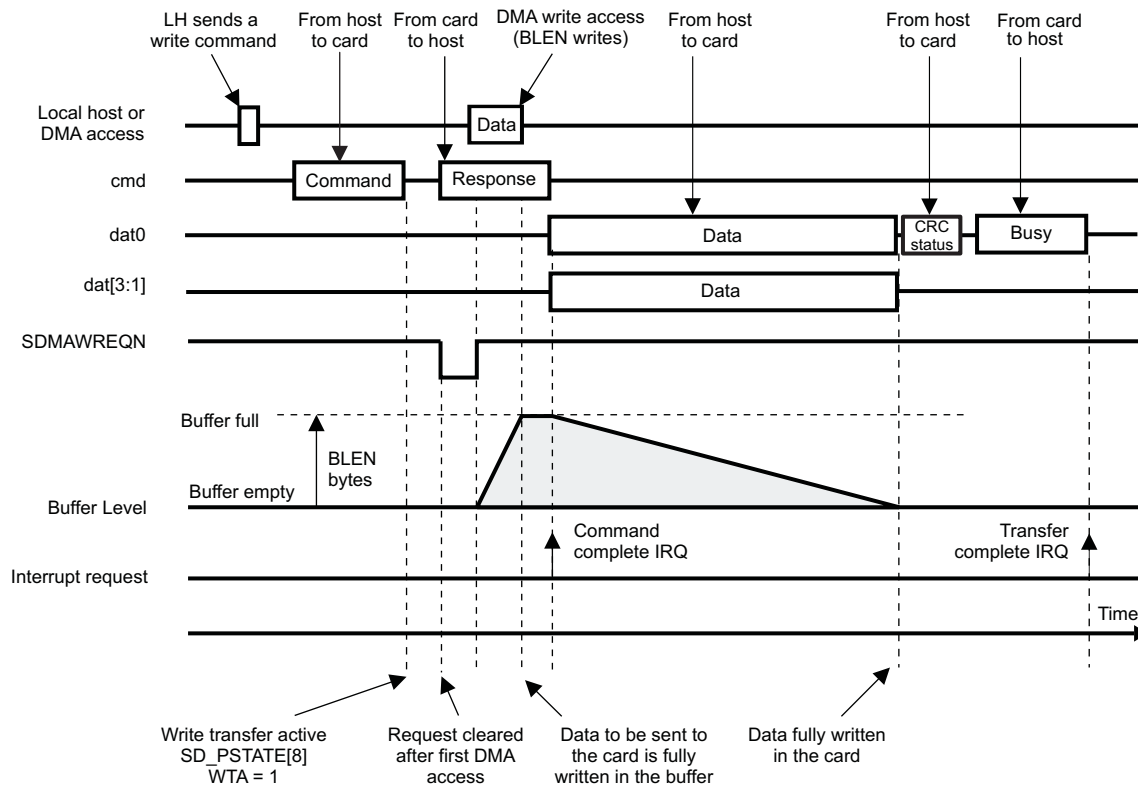 LH sends a
write command
From host
to card
From card
to host
DMA write access
(BLEN writes)
From host
to card
From host
to card
From card
to host
Local host or
DMA access
Data
cmd
Command
Response
dat0
Data
CRC
status
Busy
dat[3:1]
Data
SDMAWREQN
Buffer full
BLEN
bytes
Buffer empty
Buffer Level
Command
complete IRQ
Transfer
complete IRQ
Interrupt request
Time
Write transfer active
SD_PSTATE[8]
WTA = 1
Request cleared
after first DMA
access
Data to be sent to
the card is fully
written in the buffer
Data fully written
in the card